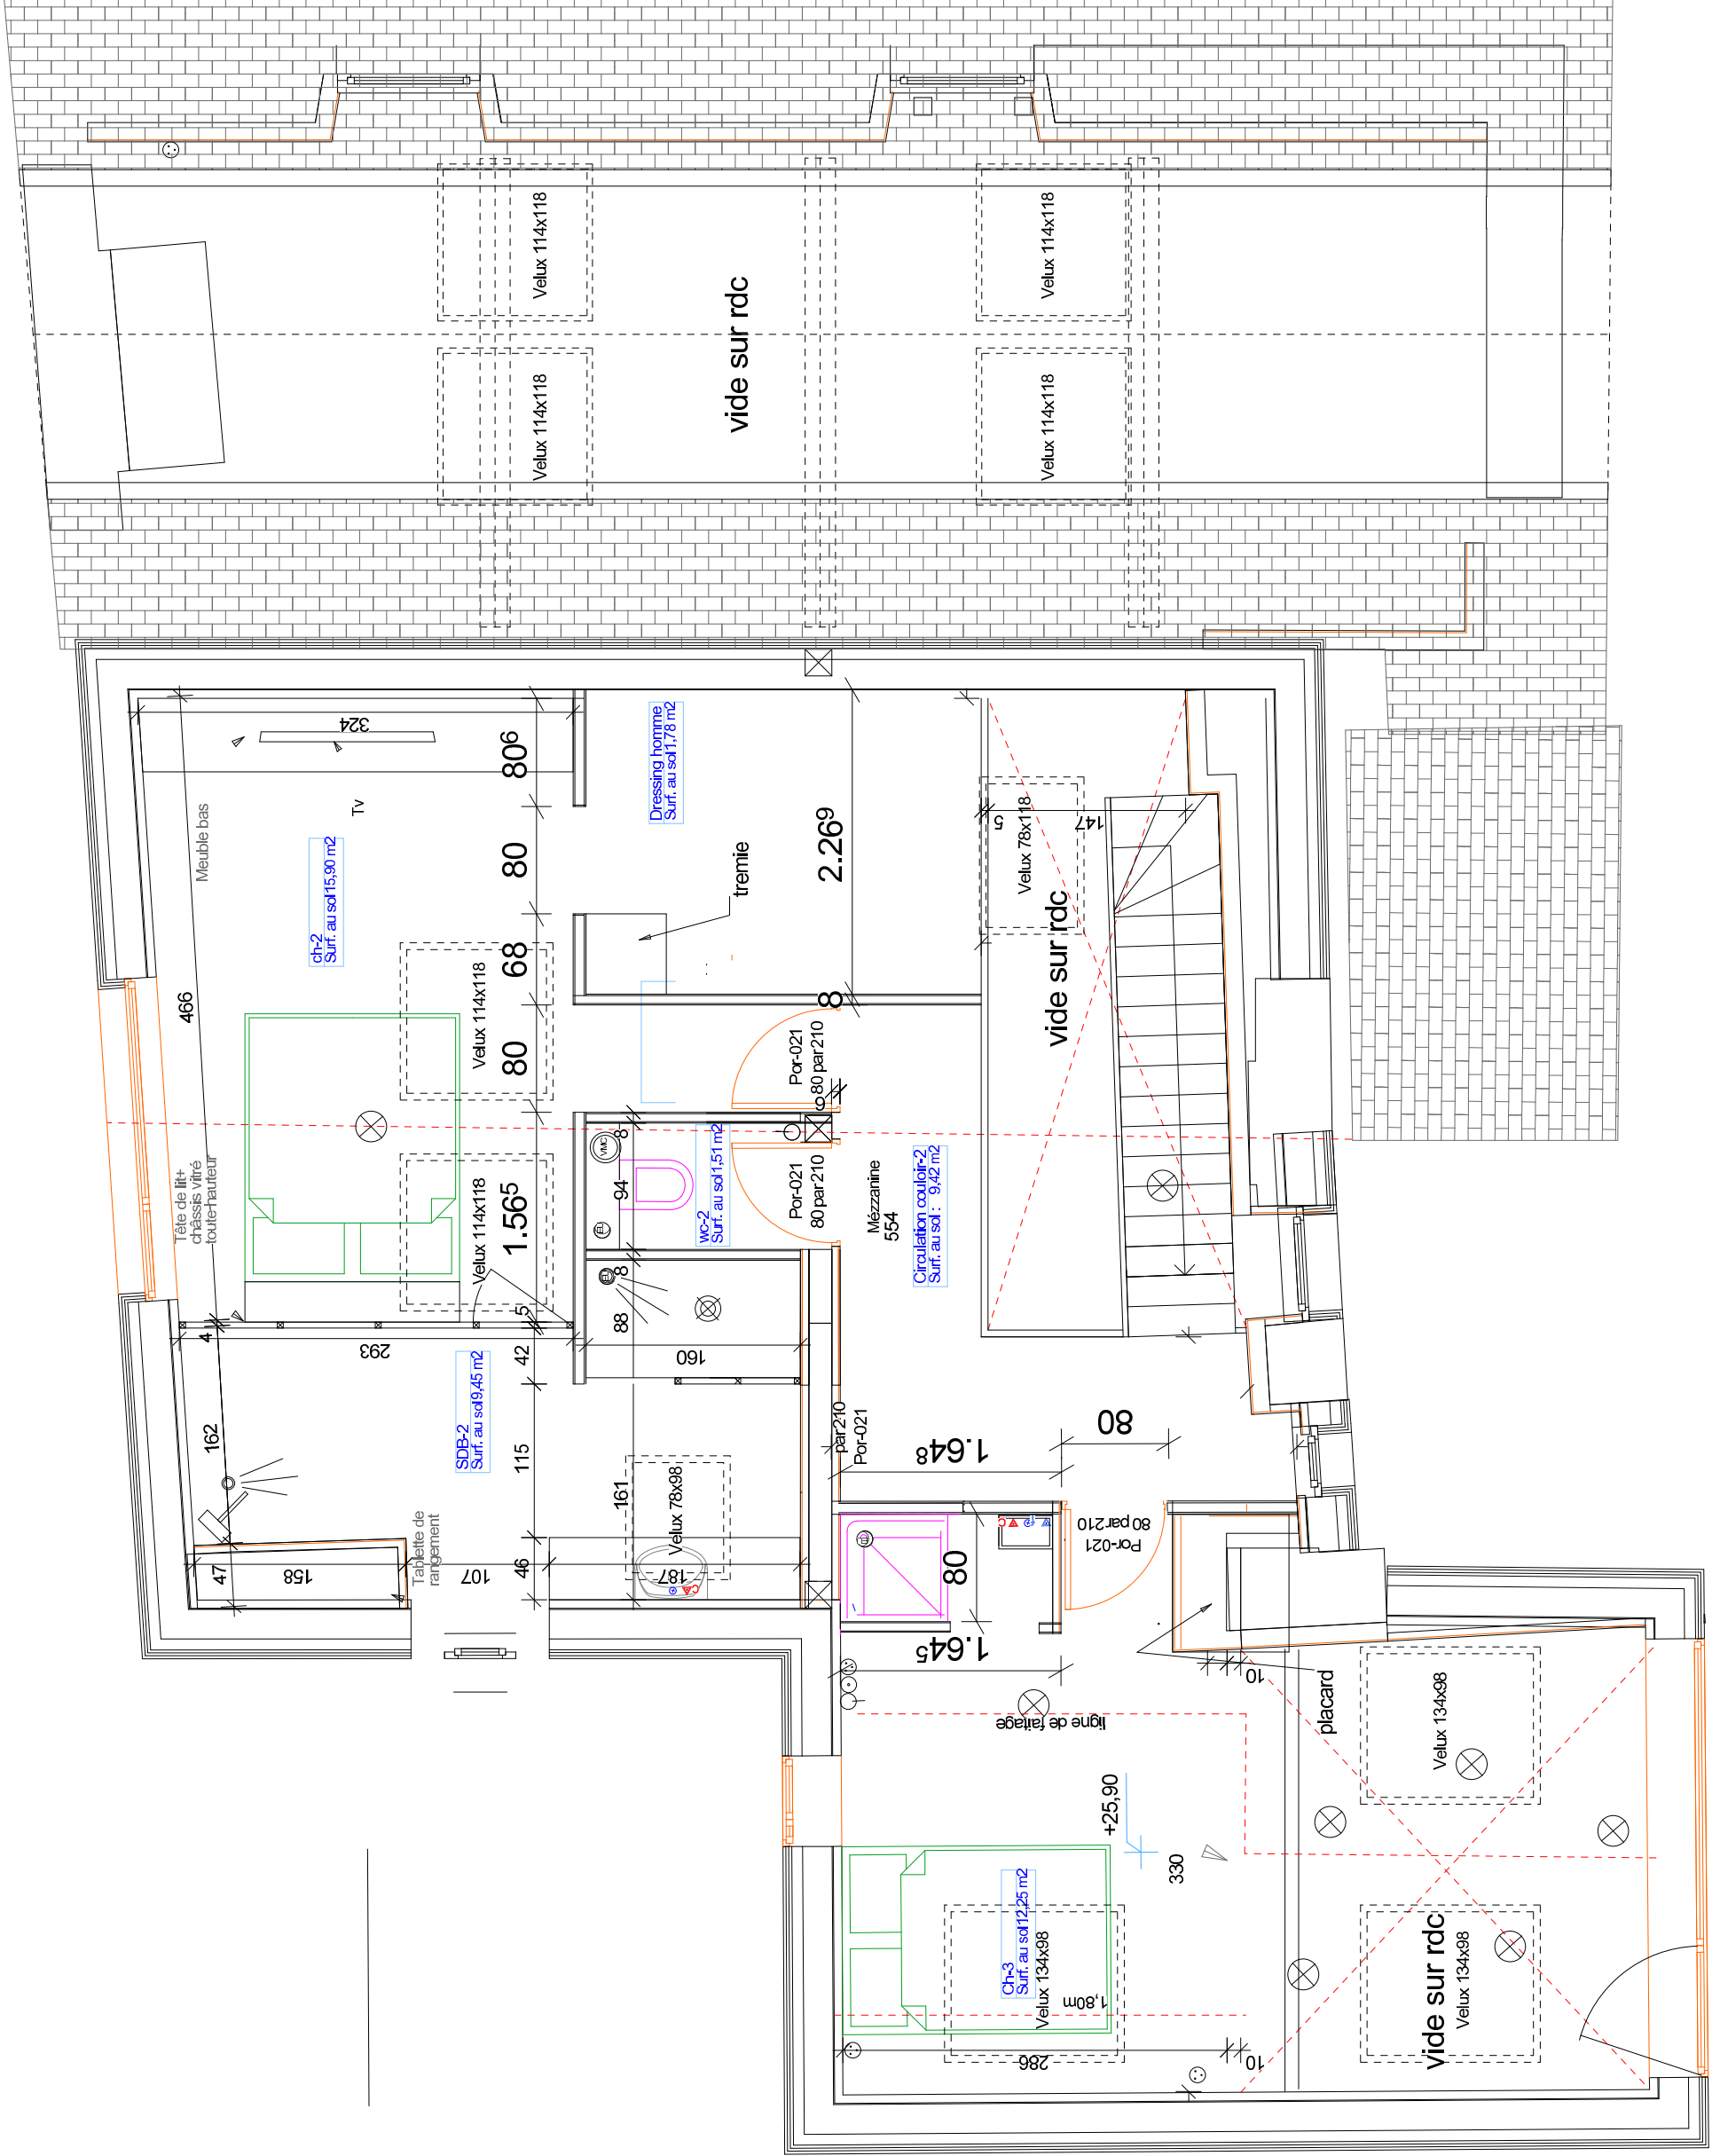 Velux 114x118
Velux 114x118
Velux 114x118
Velux 114x118
vide sur rdc
324
Meuble bas
Tv
80⁶
ch-2
Surf. au sol15,90 m2
Dressing homme
Surf. au sol1,78 m2
80
tremie
2.26⁹
5
147
Velux 78x118
vide sur rdc
466
Velux 114x118
68
80
8
Por-021
80 par210
6
Tête de lit+
châssis vitré
toute hauteur
Velux 114x118
1.56⁵
8
VMC
94
EU
wc-2
Surf. au sol1,51 m2
Por-021
80 par210
Mézzanine
554
Circulation couloir-2
Surf. au sol : 9,42 m2
4
293
5
42
8
88
EU
160
SDB-2
Surf. au sol9,45 m2
162
115
161
Velux 78x98
par210
Por-021
1.64⁸
80
47
158
Tablette de
rangement
107
46
187
C
EU
80
C
Por-021
80 par210
1.64⁵
10
placard
ligne de faitage
Velux 134x98
+25,90
330
Ch-3
Surf. au sol12,25 m2
Velux 134x98
1,80m
286
10
vide sur rdc
Velux 134x98